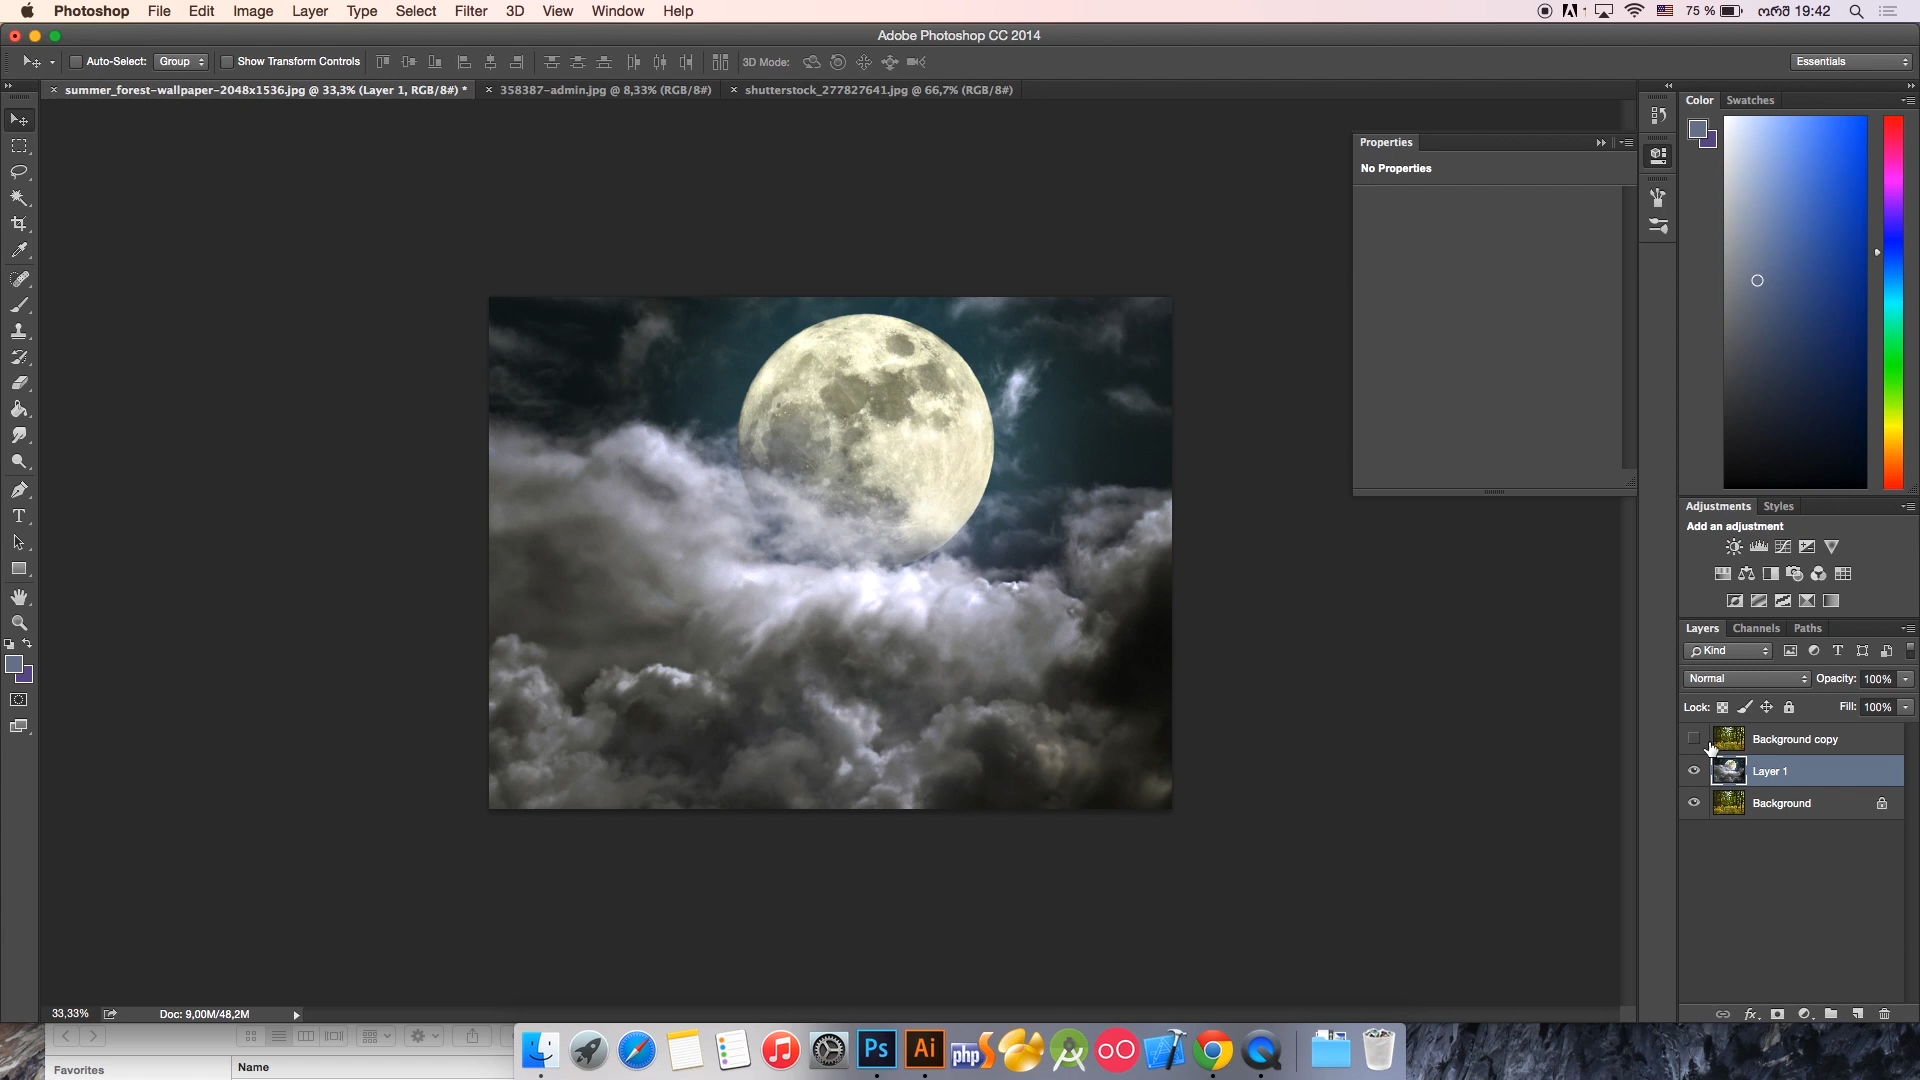 Photoshop File Edit Image Layer Type Select Filter 3D View Window Help 75 % ორშ 19:42
Adobe Photoshop CC 2014
Auto-Select: Group Show Transform Controls 3D Mode: Essentials
summer_forest-wallpaper-2048x1536.jpg @ 33,3% (Layer 1, RGB/8#) * 358387-admin.jpg @ 8,33% (RGB/8#) shutterstock_277827641.jpg @ 66,7% (RGB/8#)
Color Swatches
Properties
No Properties
Adjustments Styles
Add an adjustment
Layers Channels Paths
Kind
Normal Opacity: 100%
Lock: Fill: 100%
Background copy
Layer 1
Background
33,33% Doc: 9,00M/48,2M
Favorites Name
Ps Ai php